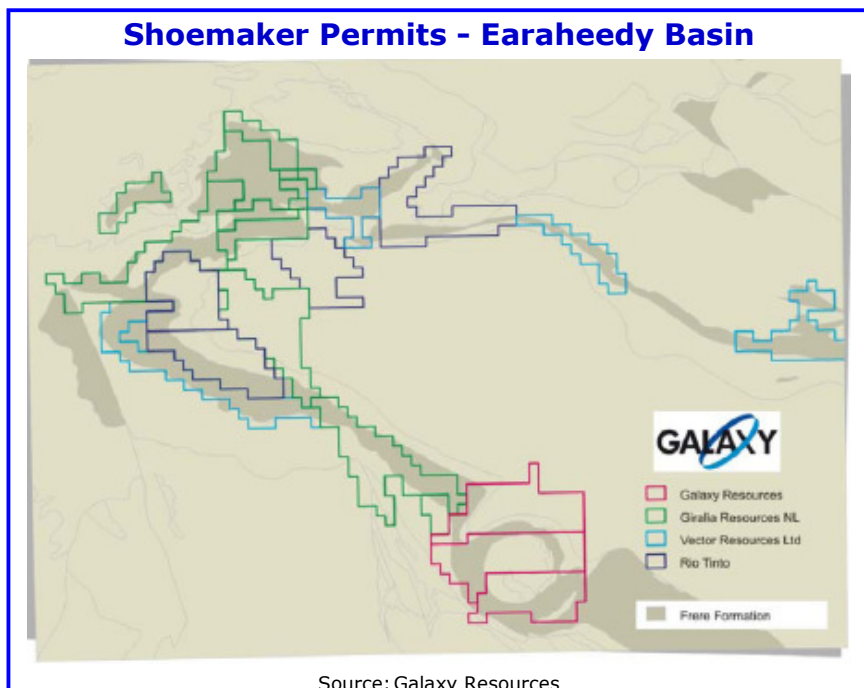 Shoemaker Permits - Earaheedy Basin
GALAXY
Galaxy Resources
Giralia Resources NL
Vector Resources Ltd
Rio Tinto
Frere Formation
Source: Galaxy Resources